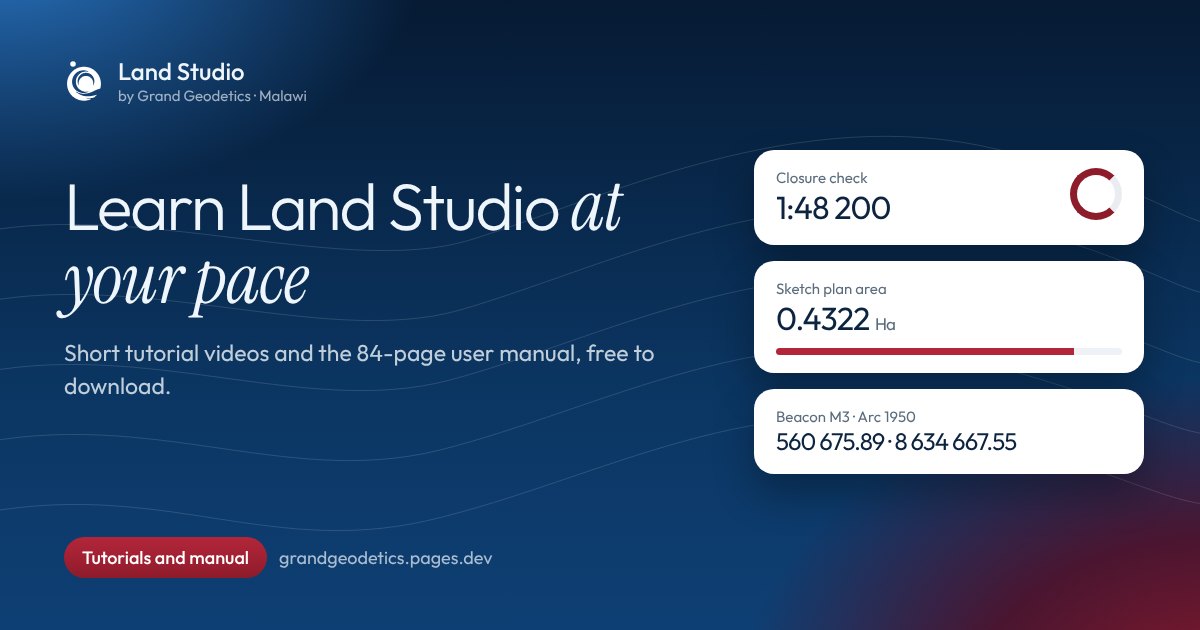 Land Studio
by Grand Geodetics · Malawi
Learn Land Studio at
your pace
Short tutorial videos and the 84-page user manual, free to
download.
Tutorials and manual
grandgeodetics.pages.dev
Closure check
1:48 200
Sketch plan area
0.4322 Ha
Beacon M3 · Arc 1950
560 675.89 · 8 634 667.55